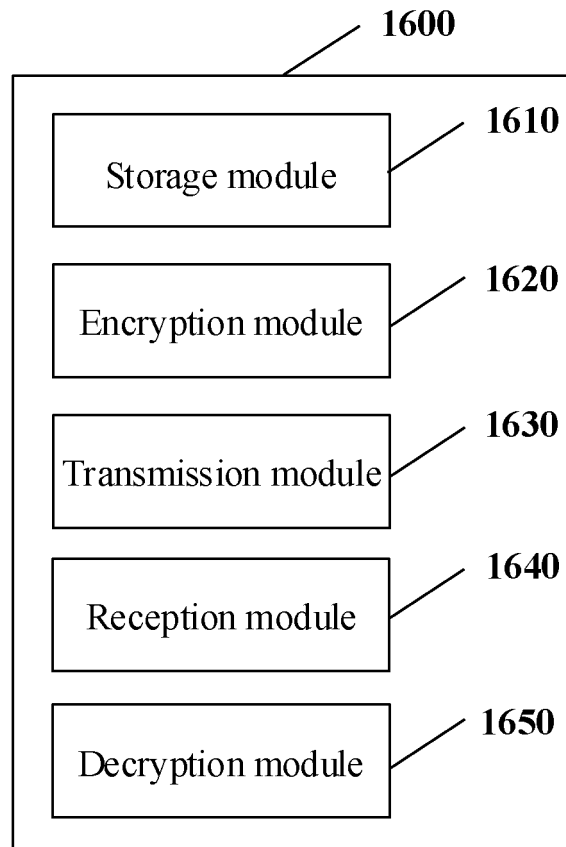 1600
Storage module
1610
Encryption module
1620
Transmission module
1630
Reception module
1640
Decryption module
1650